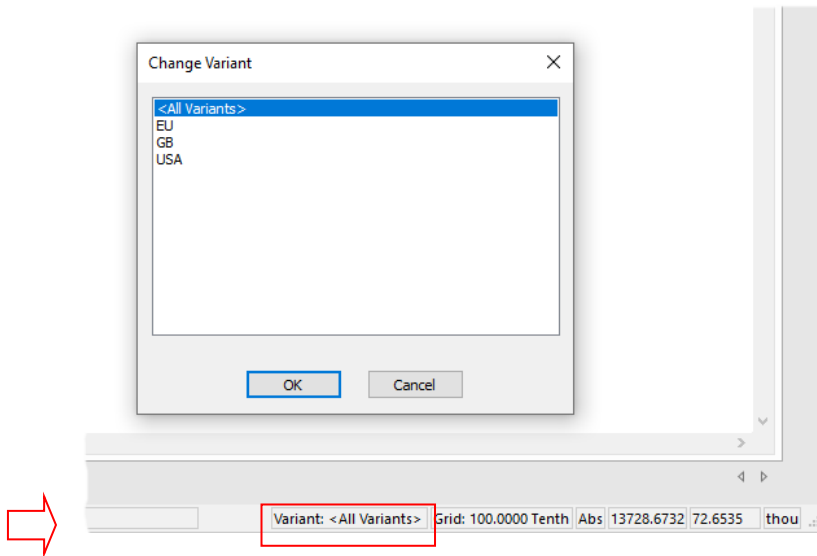 Change Variant
<All Variants>
EU
GB
USA
OK Cancel
Variant: <All Variants> Grid: 100.0000 Tenth Abs 13728.6732 72.6535 thou